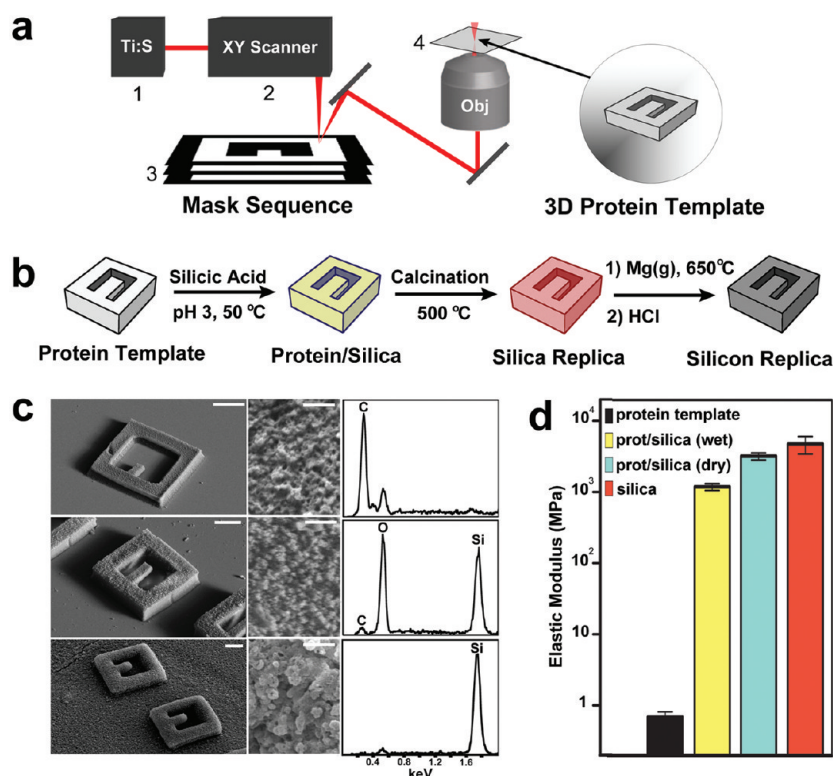 a
Ti:S
XY Scanner
1
2
3
4
Obj
Mask Sequence
3D Protein Template
b
Silicic Acid
pH 3, 50 °C
Calcination
500 °C
1) Mg(g), 650°C
2) HCl
Protein Template
Protein/Silica
Silica Replica
Silicon Replica
c
C
O
Si
C
Si
0.4 0.8 1.2 1.6
keV
d
protein template
prot/silica (wet)
prot/silica (dry)
silica
Elastic Modulus (MPa)
10⁴
10³
10²
10
1